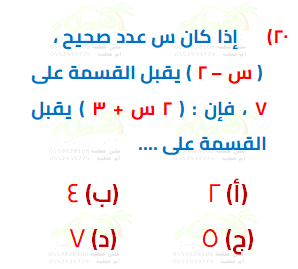 ٢٠) إذا كان س عدد صحيح ،
( س – ٢ ) يقبل القسمة على
٧ ، فإن : ( ٢ س + ٣ ) يقبل
القسمة على ....
(أ) ٢ (ب) ٤
(ج) ٥ (د) ٧